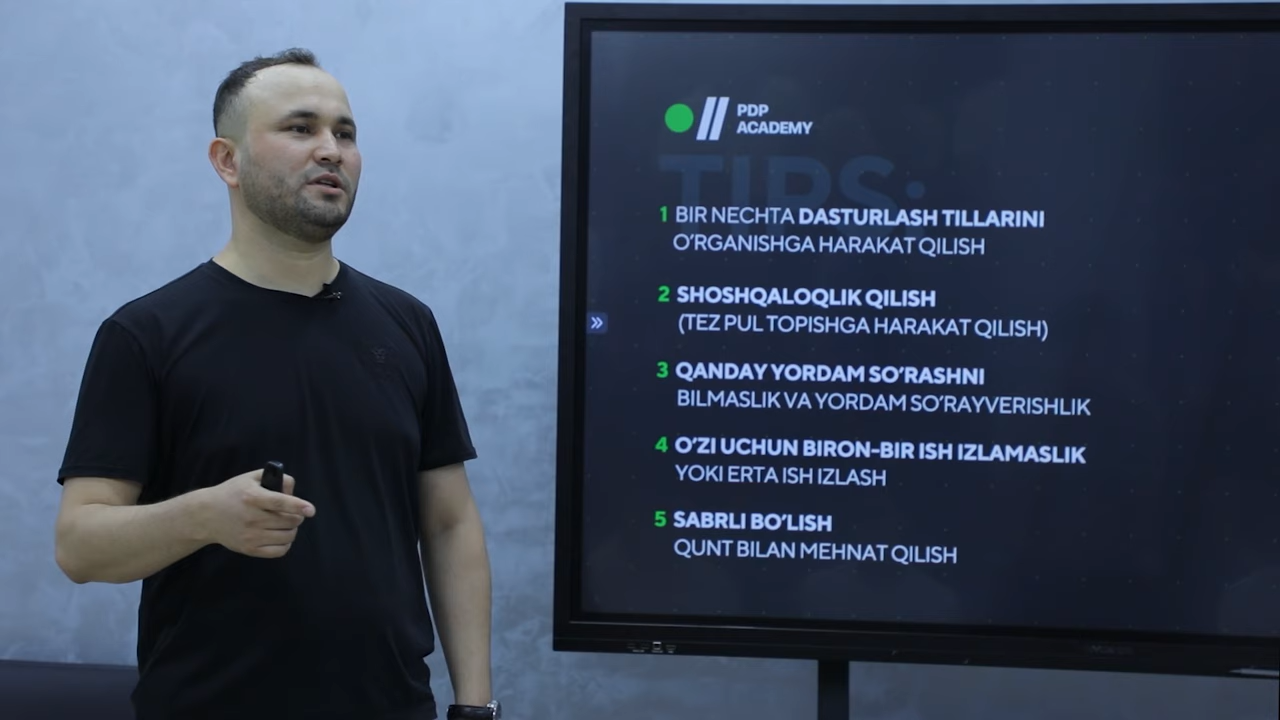 PDP
ACADEMY
TIPS:
1 BIR NECHTA DASTURLASH TILLARINI
O'RGANISHGA HARAKAT QILISH
2 SHOSHQALOQLIK QILISH
(TEZ PUL TOPISHGA HARAKAT QILISH)
3 QANDAY YORDAM SO'RASHNI
BILMASLIK VA YORDAM SO'RAYVERISHLIK
4 O'ZI UCHUN BIRON-BIR ISH IZLAMASLIK
YOKI ERTA ISH IZLASH
5 SABRLI BO'LISH
QUNT BILAN MEHNAT QILISH